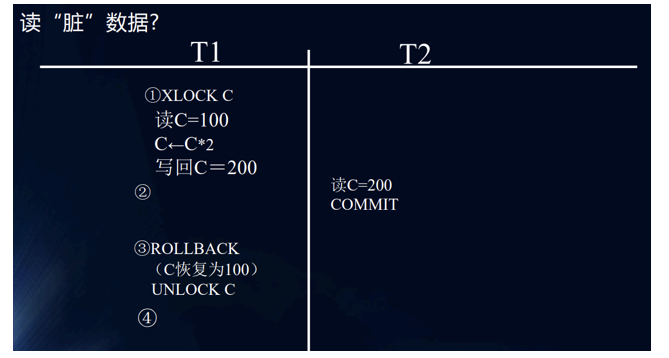 读“脏”数据?
T1
T2
①XLOCK C
读C=100
C←C*2
写回C＝200
②
读C=200
COMMIT
③ROLLBACK
（C恢复为100）
UNLOCK C
④